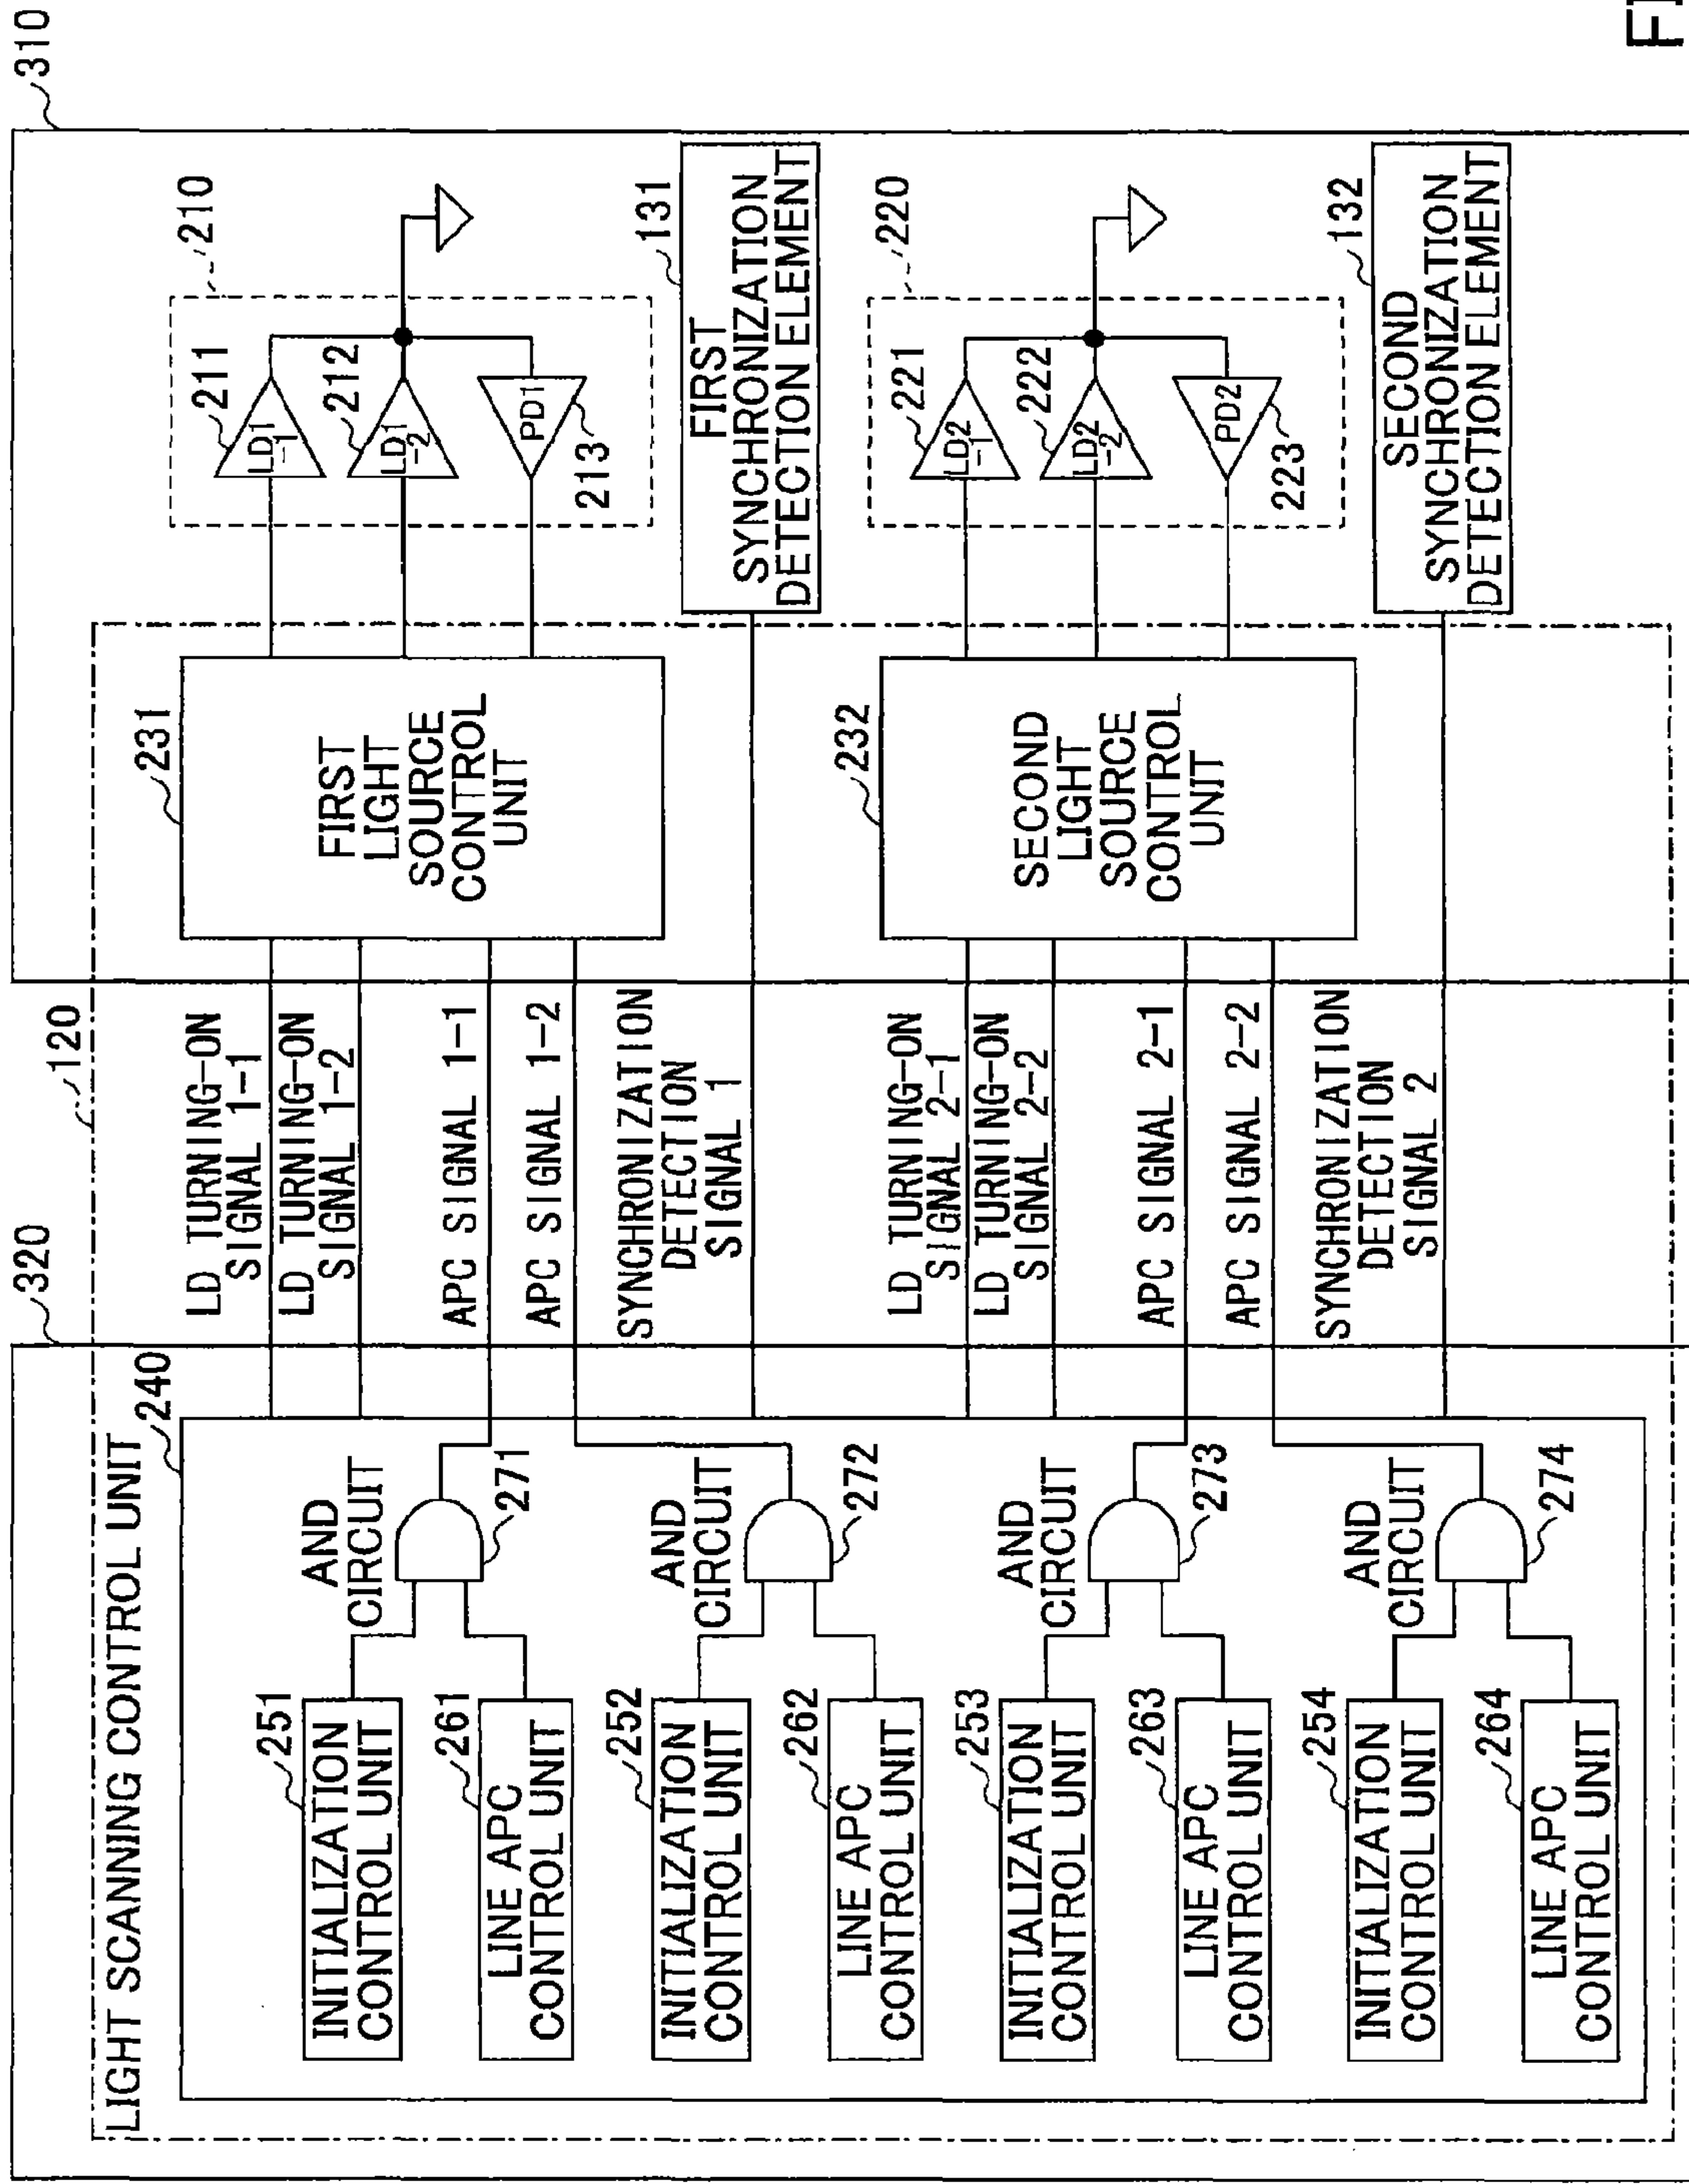 320
120
310
LIGHT SCANNING CONTROL UNIT
240
251
INITIALIZATION
CONTROL UNIT
261
LINE APC
CONTROL UNIT
AND
CIRCUIT
271
252
INITIALIZATION
CONTROL UNIT
262
LINE APC
CONTROL UNIT
AND
CIRCUIT
272
253
INITIALIZATION
CONTROL UNIT
263
LINE APC
CONTROL UNIT
AND
CIRCUIT
273
254
INITIALIZATION
CONTROL UNIT
264
LINE APC
CONTROL UNIT
AND
CIRCUIT
274
LD TURNING-ON
SIGNAL 1-1
LD TURNING-ON
SIGNAL 1-2
APC SIGNAL 1-1
APC SIGNAL 1-2
SYNCHRONIZATION
DETECTION
SIGNAL 1
LD TURNING-ON
SIGNAL 2-1
LD TURNING-ON
SIGNAL 2-2
APC SIGNAL 2-1
APC SIGNAL 2-2
SYNCHRONIZATION
DETECTION
SIGNAL 2
231
FIRST
LIGHT
SOURCE
CONTROL
UNIT
232
SECOND
LIGHT
SOURCE
CONTROL
UNIT
210
211
LD1
-1
212
LD1
-2
PD1
213
131
FIRST
SYNCHRONIZATION
DETECTION ELEMENT
220
221
LD2
-1
222
LD2
-2
PD2
223
132
SECOND
SYNCHRONIZATION
DETECTION ELEMENT